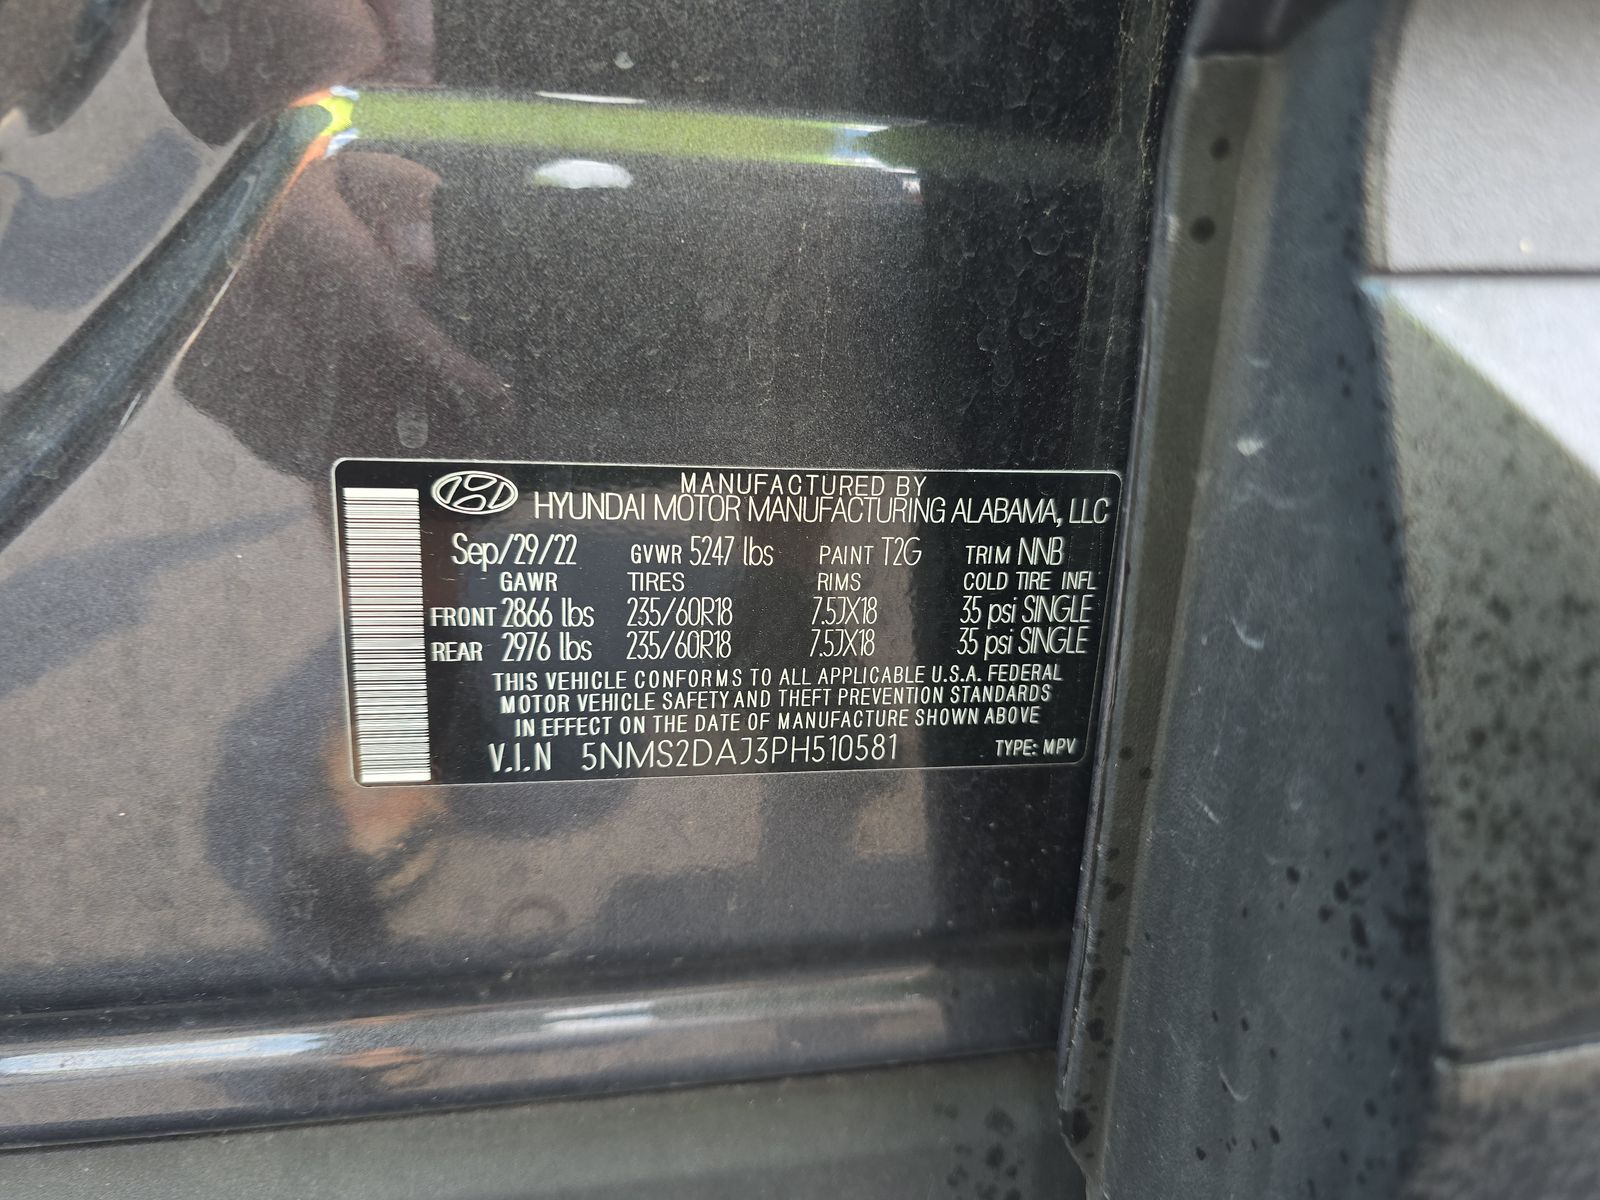 MANUFACTURED BY
HYUNDAI MOTOR MANUFACTURING ALABAMA, LLC
Sep/29/22 GVWR 5247 lbs PAINT T2G TRIM NNB
GAWR TIRES RIMS COLD TIRE INFL
FRONT 2866 lbs 235/60R18 7.5JX18 35 psi SINGLE
REAR 2976 lbs 235/60R18 7.5JX18 35 psi SINGLE
THIS VEHICLE CONFORMS TO ALL APPLICABLE U.S.A. FEDERAL
MOTOR VEHICLE SAFETY AND THEFT PREVENTION STANDARDS
IN EFFECT ON THE DATE OF MANUFACTURE SHOWN ABOVE
V.I.N 5NMS2DAJ3PH510581 TYPE: MPV